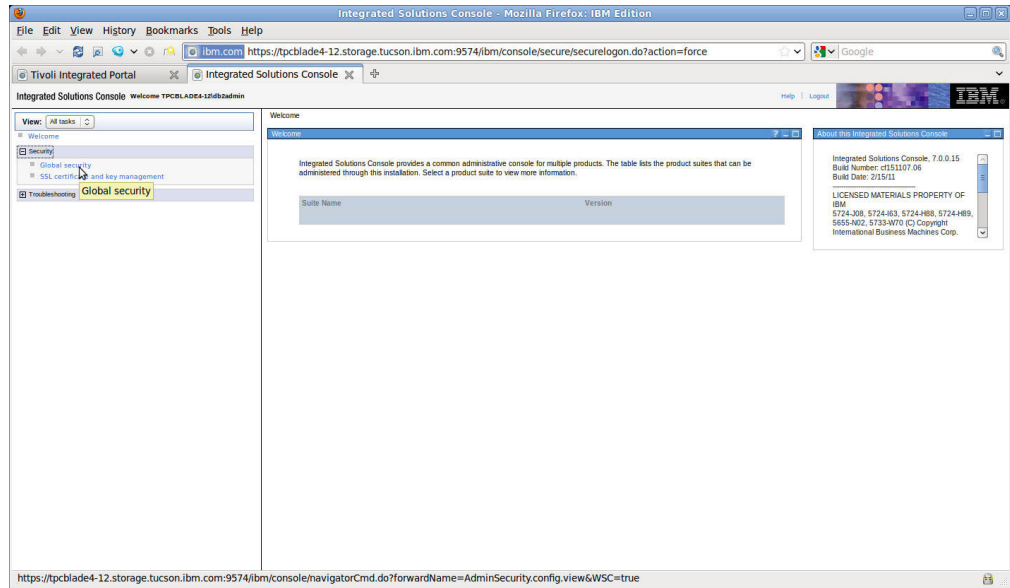 Integrated Solutions Console - Mozilla Firefox: IBM Edition
File Edit View History Bookmarks Tools Help
ibm.com https://tpcblade4-12.storage.tucson.ibm.com:9574/ibm/console/secure/securelogon.do?action=force
Google
Tivoli Integrated Portal
Integrated Solutions Console
Integrated Solutions Console Welcome TPCBLADE4-12\db2admin
Help | Logout
IBM.
View: All tasks
Welcome
Security
Global security
SSL certificate and key management
Global security
Troubleshooting
Welcome
Welcome
Integrated Solutions Console provides a common administrative console for multiple products. The table lists the product suites that can be
administered through this installation. Select a product suite to view more information.
Suite Name Version
About this Integrated Solutions Console
Integrated Solutions Console, 7.0.0.15
Build Number: cf151107.06
Build Date: 2/15/11
LICENSED MATERIALS PROPERTY OF
IBM
5724-J08, 5724-I63, 5724-H88, 5724-H89,
5655-N02, 5733-W70 (C) Copyright
International Business Machines Corp.
https://tpcblade4-12.storage.tucson.ibm.com:9574/ibm/console/navigatorCmd.do?forwardName=AdminSecurity.config.view&WSC=true